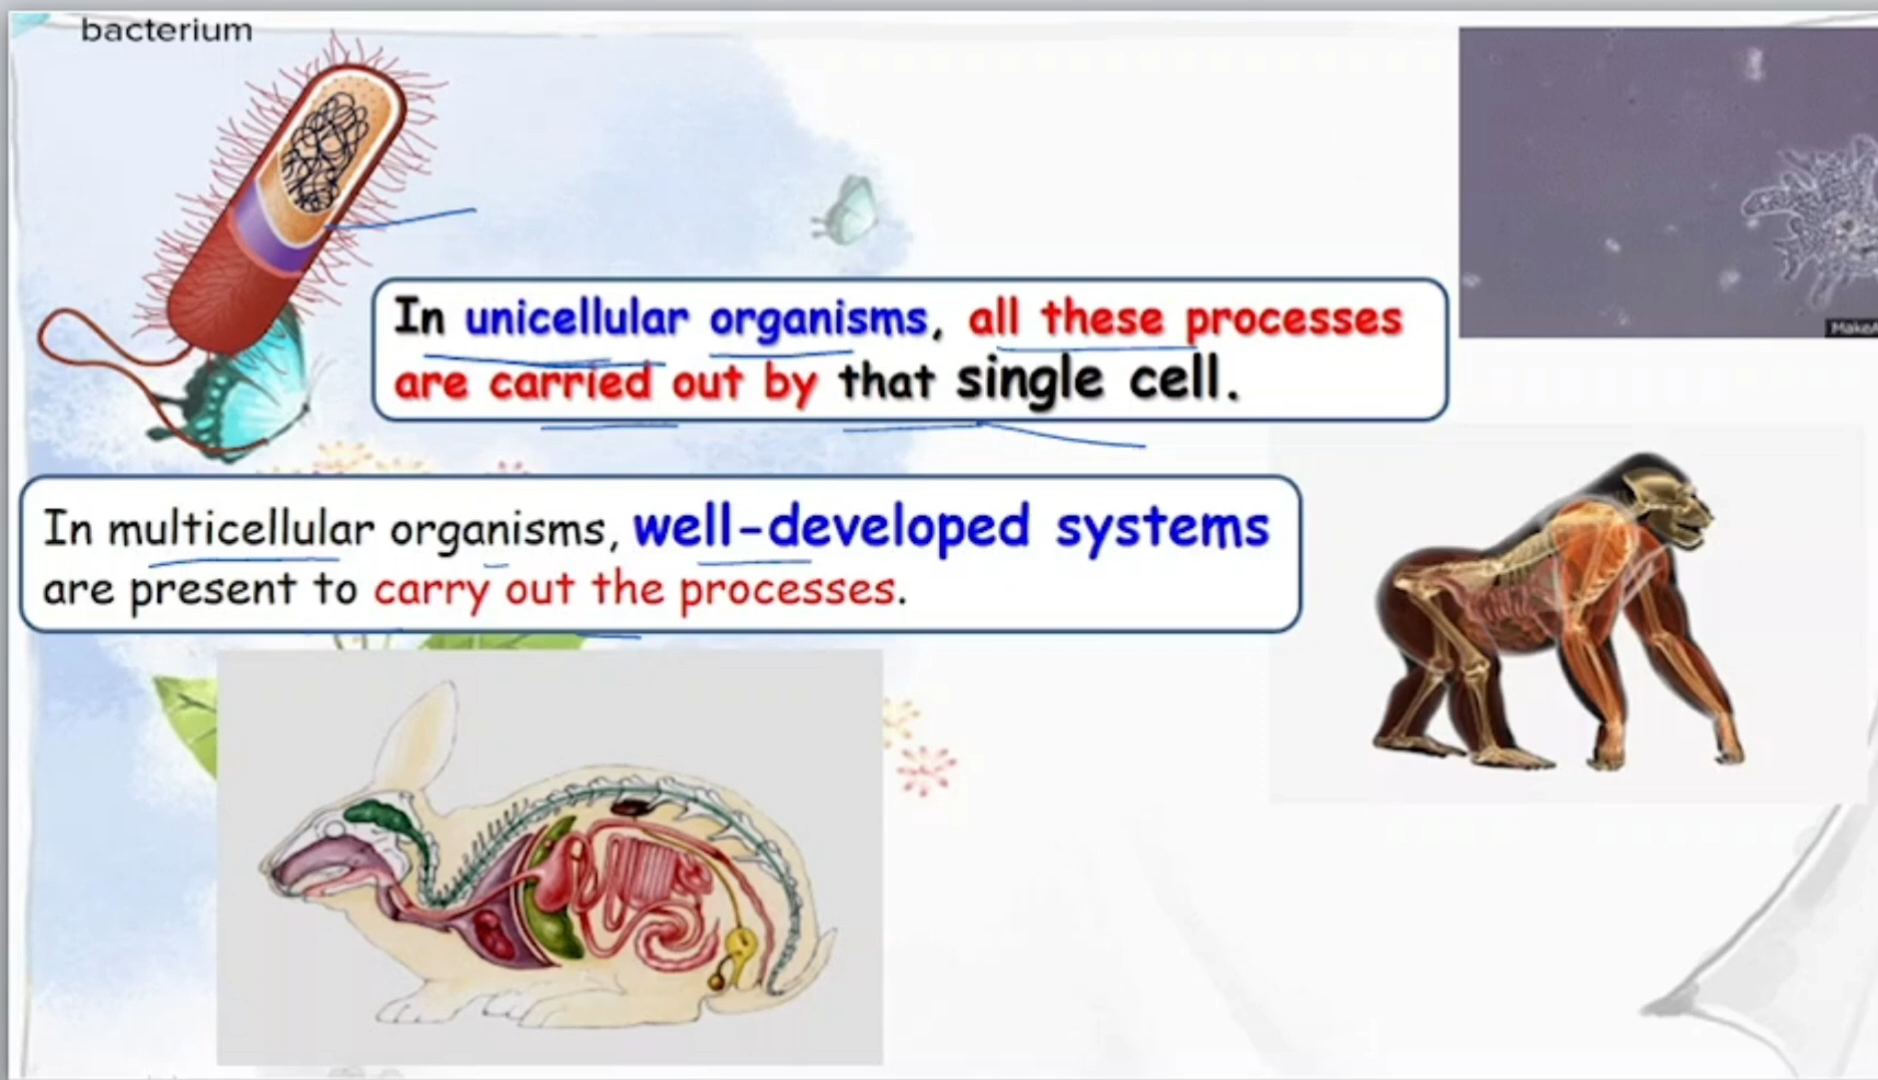 bacterium
In unicellular organisms, all these processes
are carried out by that single cell.
In multicellular organisms, well-developed systems
are present to carry out the processes.